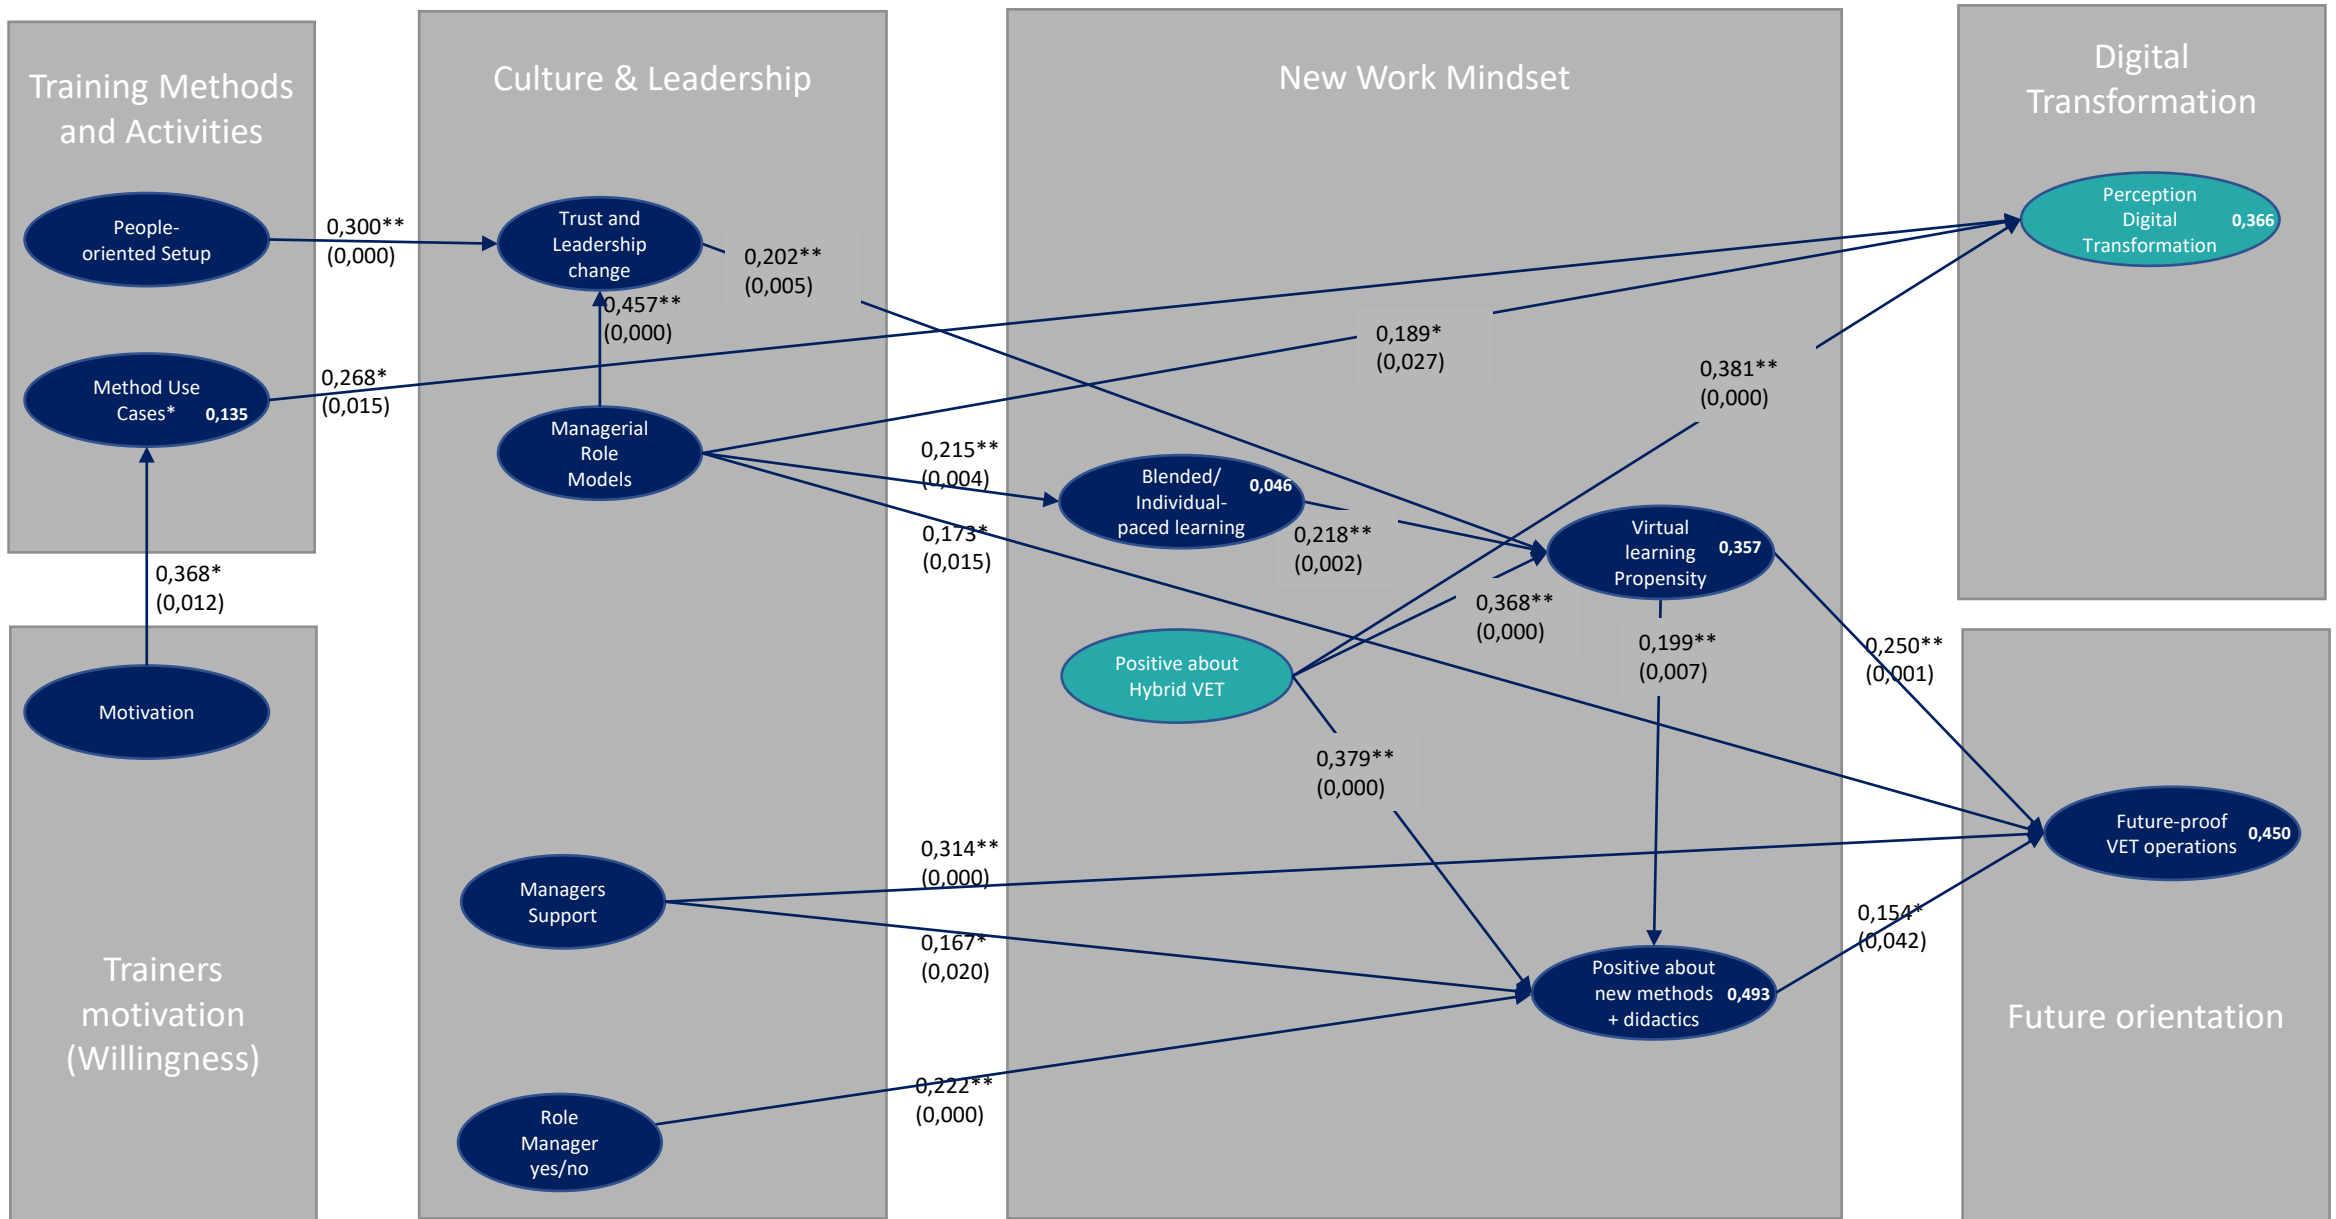 Training Methods
and Activities
People-
oriented Setup
Method Use
Cases*
0,135
0,368*
(0,012)
Motivation
Trainers
motivation
(Willingness)
0,300**
(0,000)
0,268*
(0,015)
Culture & Leadership
Trust and
Leadership
change
0,457**
(0,000)
0,202**
(0,005)
Managerial
Role
Models
Managers
Support
Role
Manager
yes/no
0,215**
(0,004)
0,173*
(0,015)
0,314**
(0,000)
0,167*
(0,020)
0,222**
(0,000)
New Work Mindset
0,189*
(0,027)
0,381**
(0,000)
Blended/
Individual-
paced learning
0,046
0,218**
(0,002)
Virtual
learning
Propensity
0,357
0,368**
(0,000)
Positive about
Hybrid VET
0,199**
(0,007)
0,379**
(0,000)
Positive about
new methods
+ didactics
0,493
0,250**
(0,001)
0,154*
(0,042)
Digital
Transformation
Perception
Digital
Transformation
0,366
Future-proof
VET operations
0,450
Future orientation